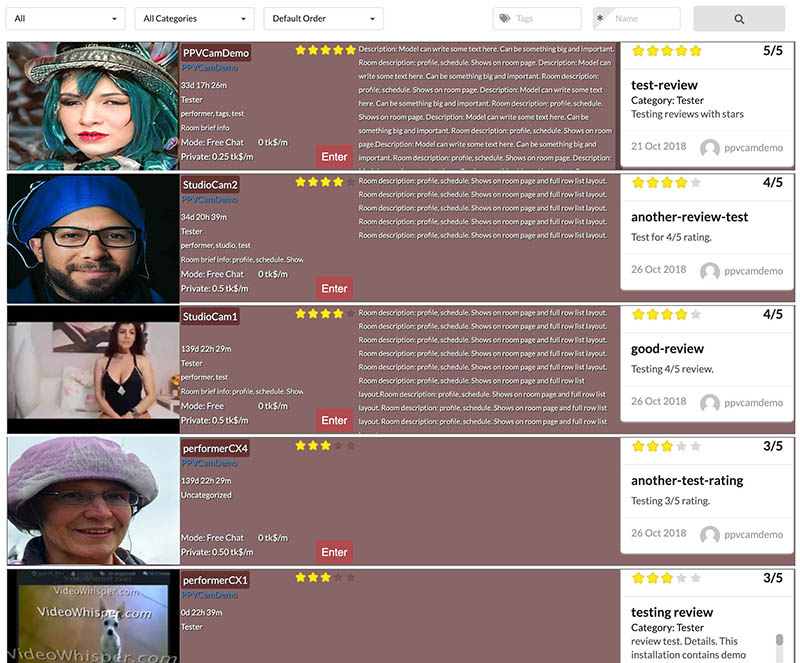 All
All Categories
Default Order
Tags
* Name
PPVCamDemo
PPVCamDemo
33d 17h 26m
Tester
performer, tags, test
Room brief info
Mode: Free Chat 0 tk$/m
Private: 0.25 tk$/m
Enter
Description: Model can write some text here. Can be something big and important.
Room description: profile, schedule. Shows on room page. Description: Model can
write some text here. Can be something big and important. Room description:
profile, schedule. Shows on room page. Description: Model can write some text
here. Can be something big and important. Room description: profile, schedule.
Shows on room page. Description: Model can write some text here. Can be
something big and important. Room description: profile, schedule. Shows on room
page.Description: Model can write some text here. Can be something big and
important. Room description: profile, schedule. Shows on room page. Description:
5/5
test-review
Category: Tester
Testing reviews with stars
21 Oct 2018 ppvcamdemo
StudioCam2
PPVCamDemo
34d 20h 39m
Tester
performer, studio, test
Room brief info: profile, schedule. Show
Mode: Free Chat 0 tk$/m
Private: 0.5 tk$/m
Enter
Room description: profile, schedule. Shows on room page and full row list layout.
Room description: profile, schedule. Shows on room page and full row list layout.
Room description: profile, schedule. Shows on room page and full row list layout.
Room description: profile, schedule. Shows on room page and full row list layout.
Room description: profile, schedule. Shows on room page and full row list layout.
4/5
another-review-test
Test for 4/5 rating.
26 Oct 2018 ppvcamdemo
StudioCam1
139d 22h 29m
Tester
performer, test
Room brief info: profile, schedule. Show
Mode: Free 0 tk$/m
Private: 0.5 tk$/m
Enter
Room description: profile, schedule. Shows on room page and full row list layout.
Room description: profile, schedule. Shows on room page and full row list layout.
Room description: profile, schedule. Shows on room page and full row list layout.
Room description: profile, schedule. Shows on room page and full row list layout.
Room description: profile, schedule. Shows on room page and full row list layout.
Room description: profile, schedule. Shows on room page and full row list
layout.Room description: profile, schedule. Shows on room page and full row list
layout. Room description: profile, schedule. Shows on room page and full row list
layout. Room description: profile, schedule. Shows on room page and full row list
4/5
good-review
Testing 4/5 review.
26 Oct 2018 ppvcamdemo
performerCX4
PPVCamDemo
139d 22h 29m
Uncategorized
Mode: Free Chat 0 tk$/m
Private: 0.50 tk$/m
Enter
3/5
another-test-rating
Testing 3/5 rating.
26 Oct 2018 ppvcamdemo
VideoWhisper.com
VideoWhisper.com
VideoWhisper.com
performerCX1
PPVCamDemo
0d 22h 39m
Tester
3/5
testing review
Category: Tester
review test. Details. This
installation contains demo